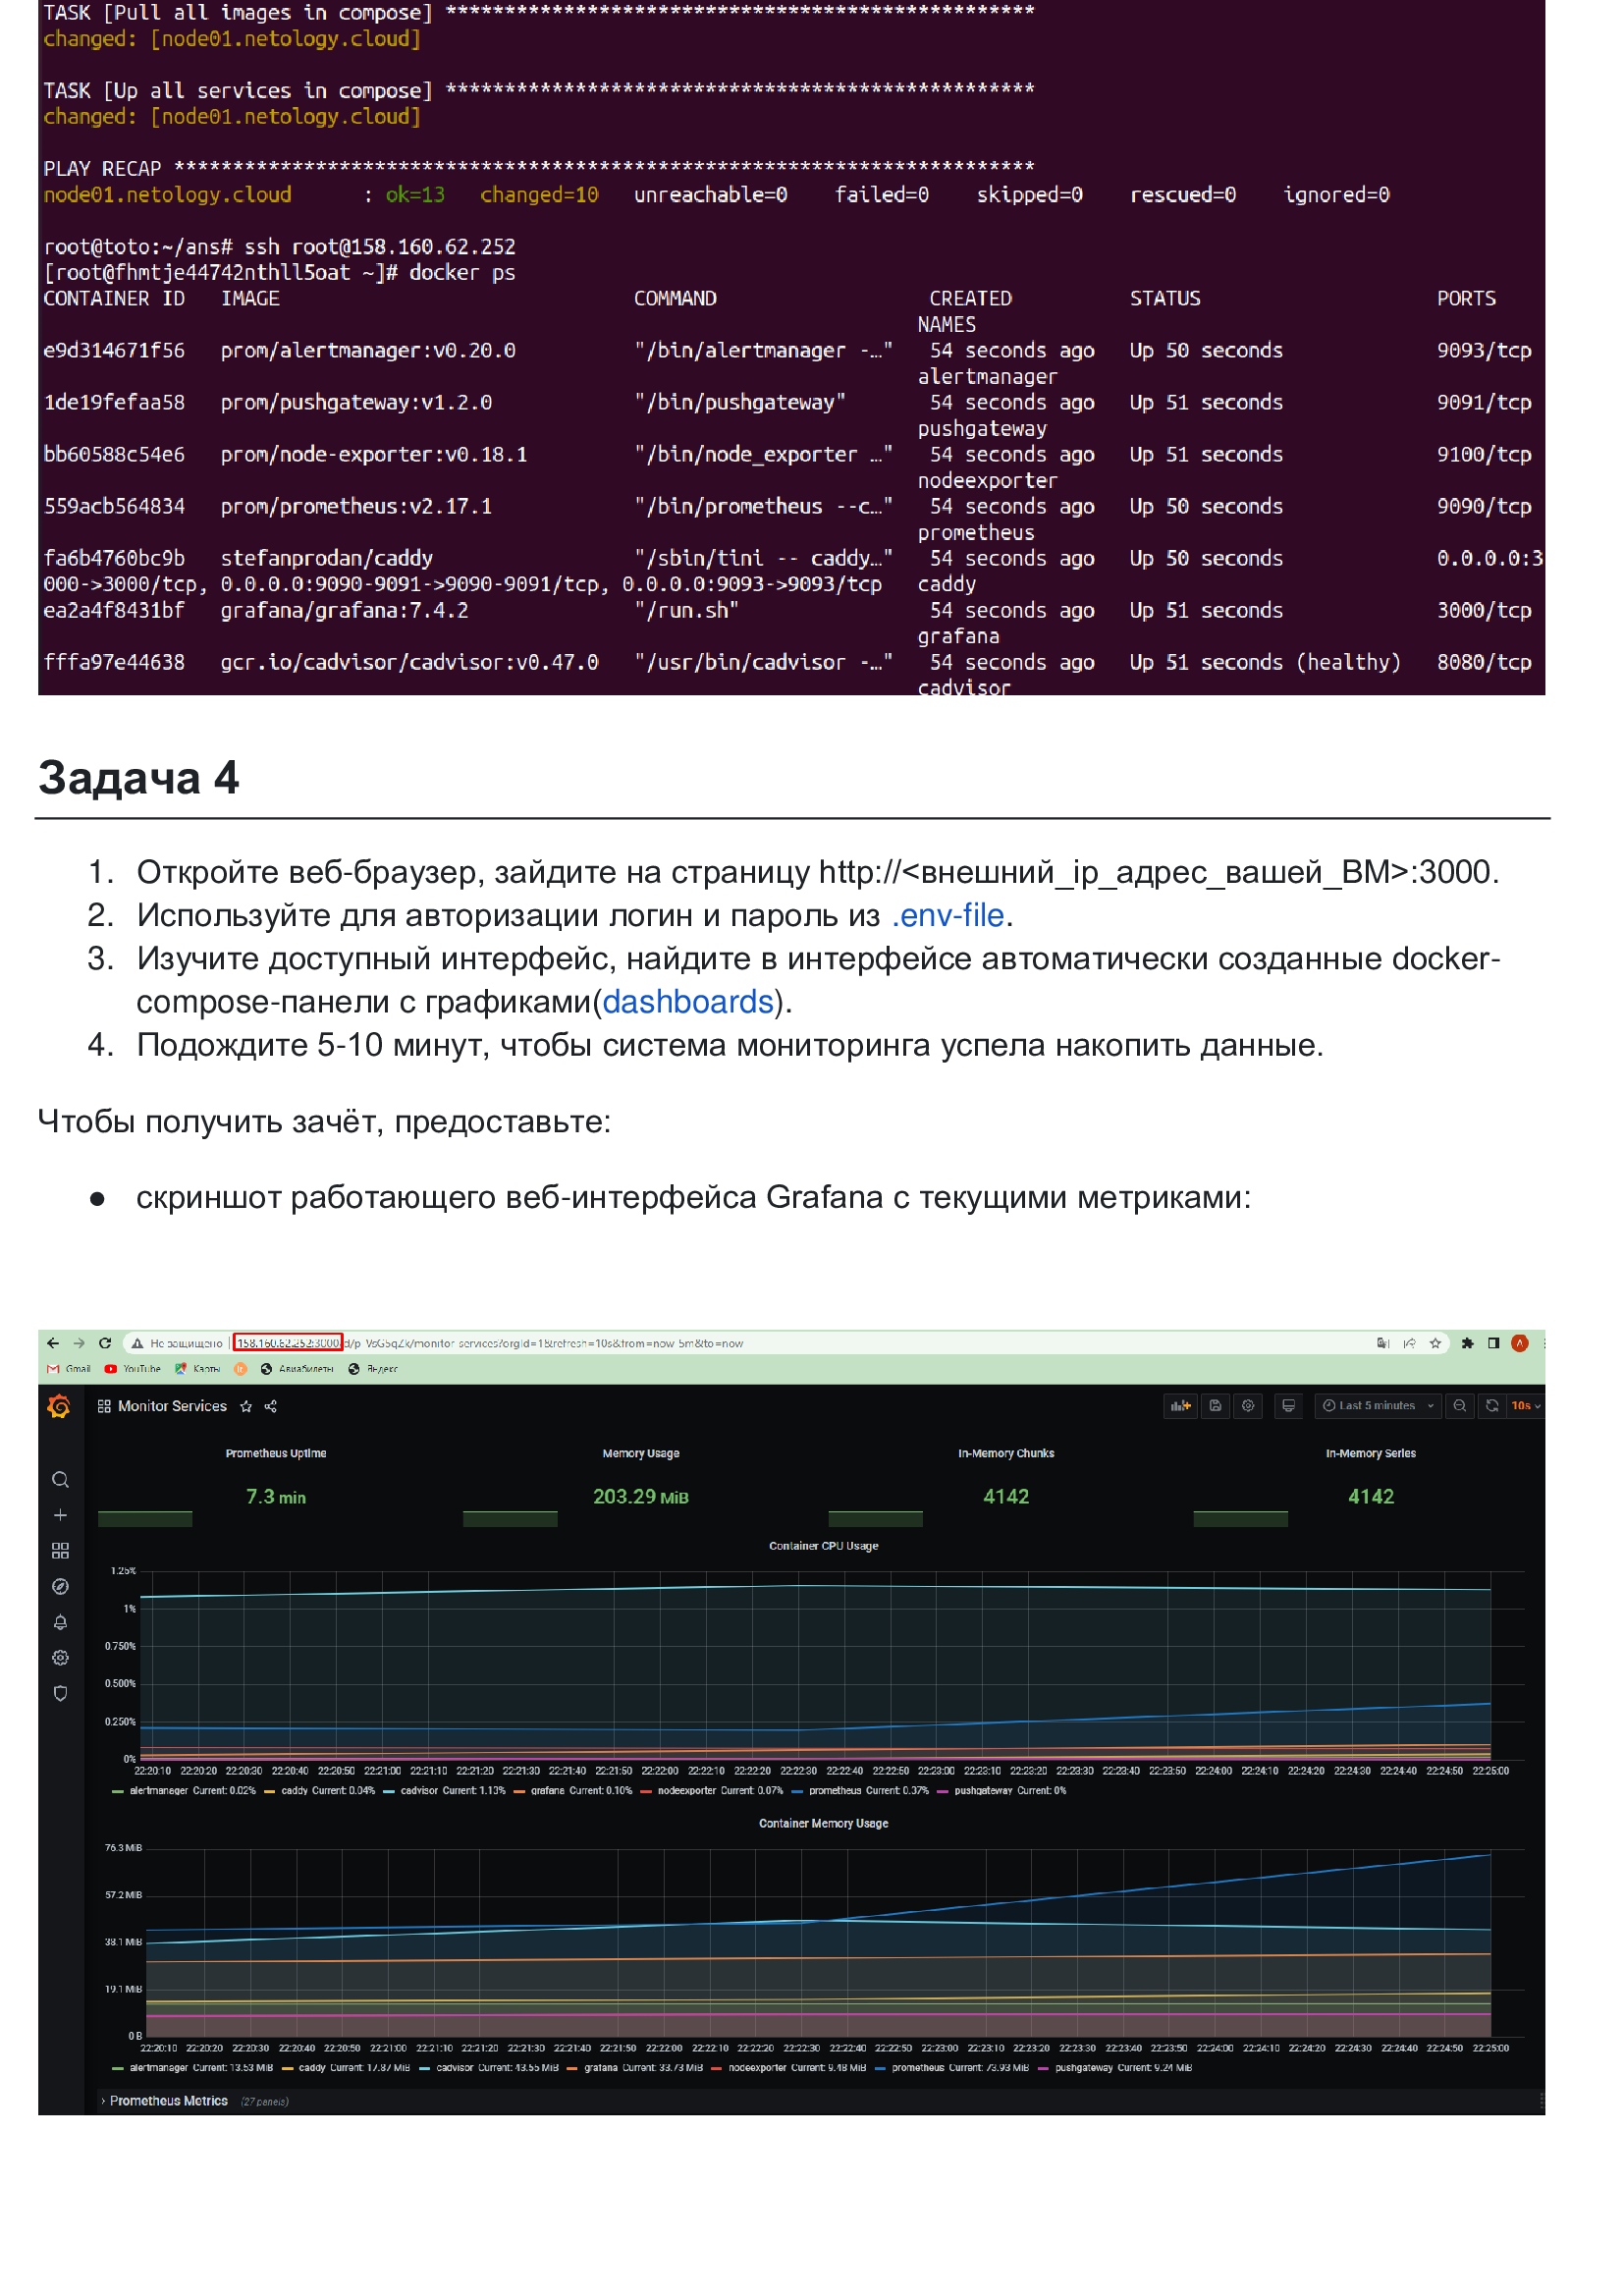 TASK [Pull all images in compose] **************************************************
changed: [node01.netology.cloud]
TASK [Up all services in compose] **************************************************
changed: [node01.netology.cloud]
PLAY RECAP *************************************************************************
node01.netology.cloud : ok=13 changed=10 unreachable=0 failed=0 skipped=0 rescued=0 ignored=0
root@toto:~/ans# ssh root@158.160.62.252
[root@fhmtje44742nthll5oat ~]# docker ps
CONTAINER ID IMAGE COMMAND CREATED STATUS PORTS
NAMES
e9d314671f56 prom/alertmanager:v0.20.0 "/bin/alertmanager -…" 54 seconds ago Up 50 seconds 9093/tcp
alertmanager
1de19fefaa58 prom/pushgateway:v1.2.0 "/bin/pushgateway" 54 seconds ago Up 51 seconds 9091/tcp
pushgateway
bb60588c54e6 prom/node-exporter:v0.18.1 "/bin/node_exporter …" 54 seconds ago Up 51 seconds 9100/tcp
nodeexporter
559acb564834 prom/prometheus:v2.17.1 "/bin/prometheus --c…" 54 seconds ago Up 50 seconds 9090/tcp
prometheus
fa6b4760bc9b stefanprodan/caddy "/sbin/tini -- caddy…" 54 seconds ago Up 50 seconds 0.0.0.0:3
000->3000/tcp, 0.0.0.0:9090-9091->9090-9091/tcp, 0.0.0.0:9093->9093/tcp caddy
ea2a4f8431bf grafana/grafana:7.4.2 "/run.sh" 54 seconds ago Up 51 seconds 3000/tcp
grafana
fffa97e44638 gcr.io/cadvisor/cadvisor:v0.47.0 "/usr/bin/cadvisor -…" 54 seconds ago Up 51 seconds (healthy) 8080/tcp
cadvisor
Задача 4
1. Откройте веб-браузер, зайдите на страницу http://<внешний_ip_адрес_вашей_ВМ>:3000.
2. Используйте для авторизации логин и пароль из .env-file.
3. Изучите доступный интерфейс, найдите в интерфейсе автоматически созданные docker-
compose-панели с графиками(dashboards).
4. Подождите 5-10 минут, чтобы система мониторинга успела накопить данные.
Чтобы получить зачёт, предоставьте:
● скриншот работающего веб-интерфейса Grafana с текущими метриками:
Не защищено | 158.160.62.252:3000/d/p-VsG5qZk/monitor-services?orgId=1&refresh=10s&from=now-5m&to=now
Gmail YouTube Карты Авиабилеты Яндекс
Monitor Services Last 5 minutes 10s
Prometheus Uptime Memory Usage In-Memory Chunks In-Memory Series
7.3 min 203.29 MiB 4142 4142
Container CPU Usage
1.25%
1%
0.750%
0.500%
0.250%
0%
22:20:10 22:20:20 22:20:30 22:20:40 22:20:50 22:21:00 22:21:10 22:21:20 22:21:30 22:21:40 22:21:50 22:22:00 22:22:10 22:22:20 22:22:30 22:22:40 22:22:50 22:23:00 22:23:10 22:23:20 22:23:30 22:23:40 22:23:50 22:24:00 22:24:10 22:24:20 22:24:30 22:24:40 22:24:50 22:25:00
alertmanager Current: 0.02% caddy Current: 0.04% cadvisor Current: 1.13% grafana Current: 0.10% nodeexporter Current: 0.07% prometheus Current: 0.37% pushgateway Current: 0%
Container Memory Usage
76.3 MiB
57.2 MiB
38.1 MiB
19.1 MiB
0 B
22:20:10 22:20:20 22:20:30 22:20:40 22:20:50 22:21:00 22:21:10 22:21:20 22:21:30 22:21:40 22:21:50 22:22:00 22:22:10 22:22:20 22:22:30 22:22:40 22:22:50 22:23:00 22:23:10 22:23:20 22:23:30 22:23:40 22:23:50 22:24:00 22:24:10 22:24:20 22:24:30 22:24:40 22:24:50 22:25:00
alertmanager Current: 13.53 MiB caddy Current: 17.87 MiB cadvisor Current: 43.55 MiB grafana Current: 33.73 MiB nodeexporter Current: 9.48 MiB prometheus Current: 73.93 MiB pushgateway Current: 9.24 MiB
› Prometheus Metrics (27 panels)